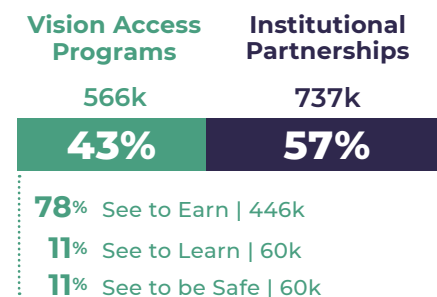 Vision Access Programs
566k
43%
Institutional Partnerships
737k
57%
78% See to Earn | 446k
11% See to Learn | 60k
11% See to be Safe | 60k